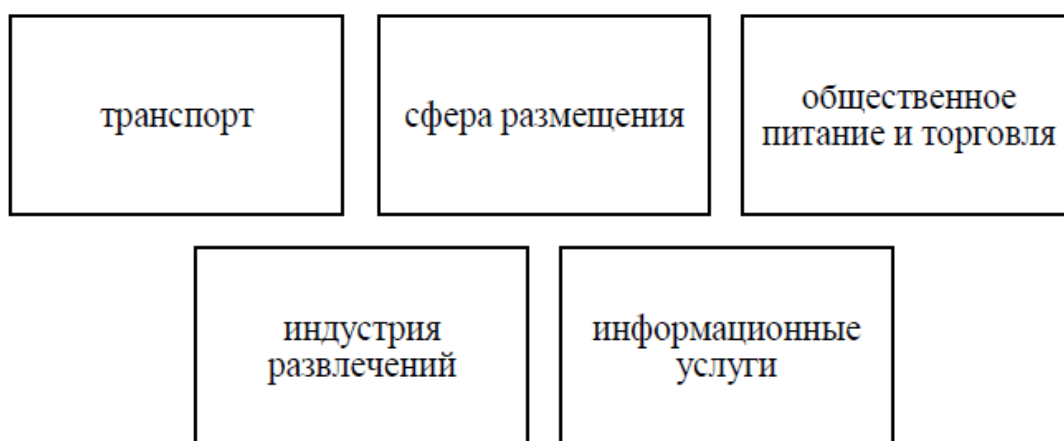 транспорт
сфера размещения
общественное
питание и торговля
индустрия
развлечений
информационные
услуги